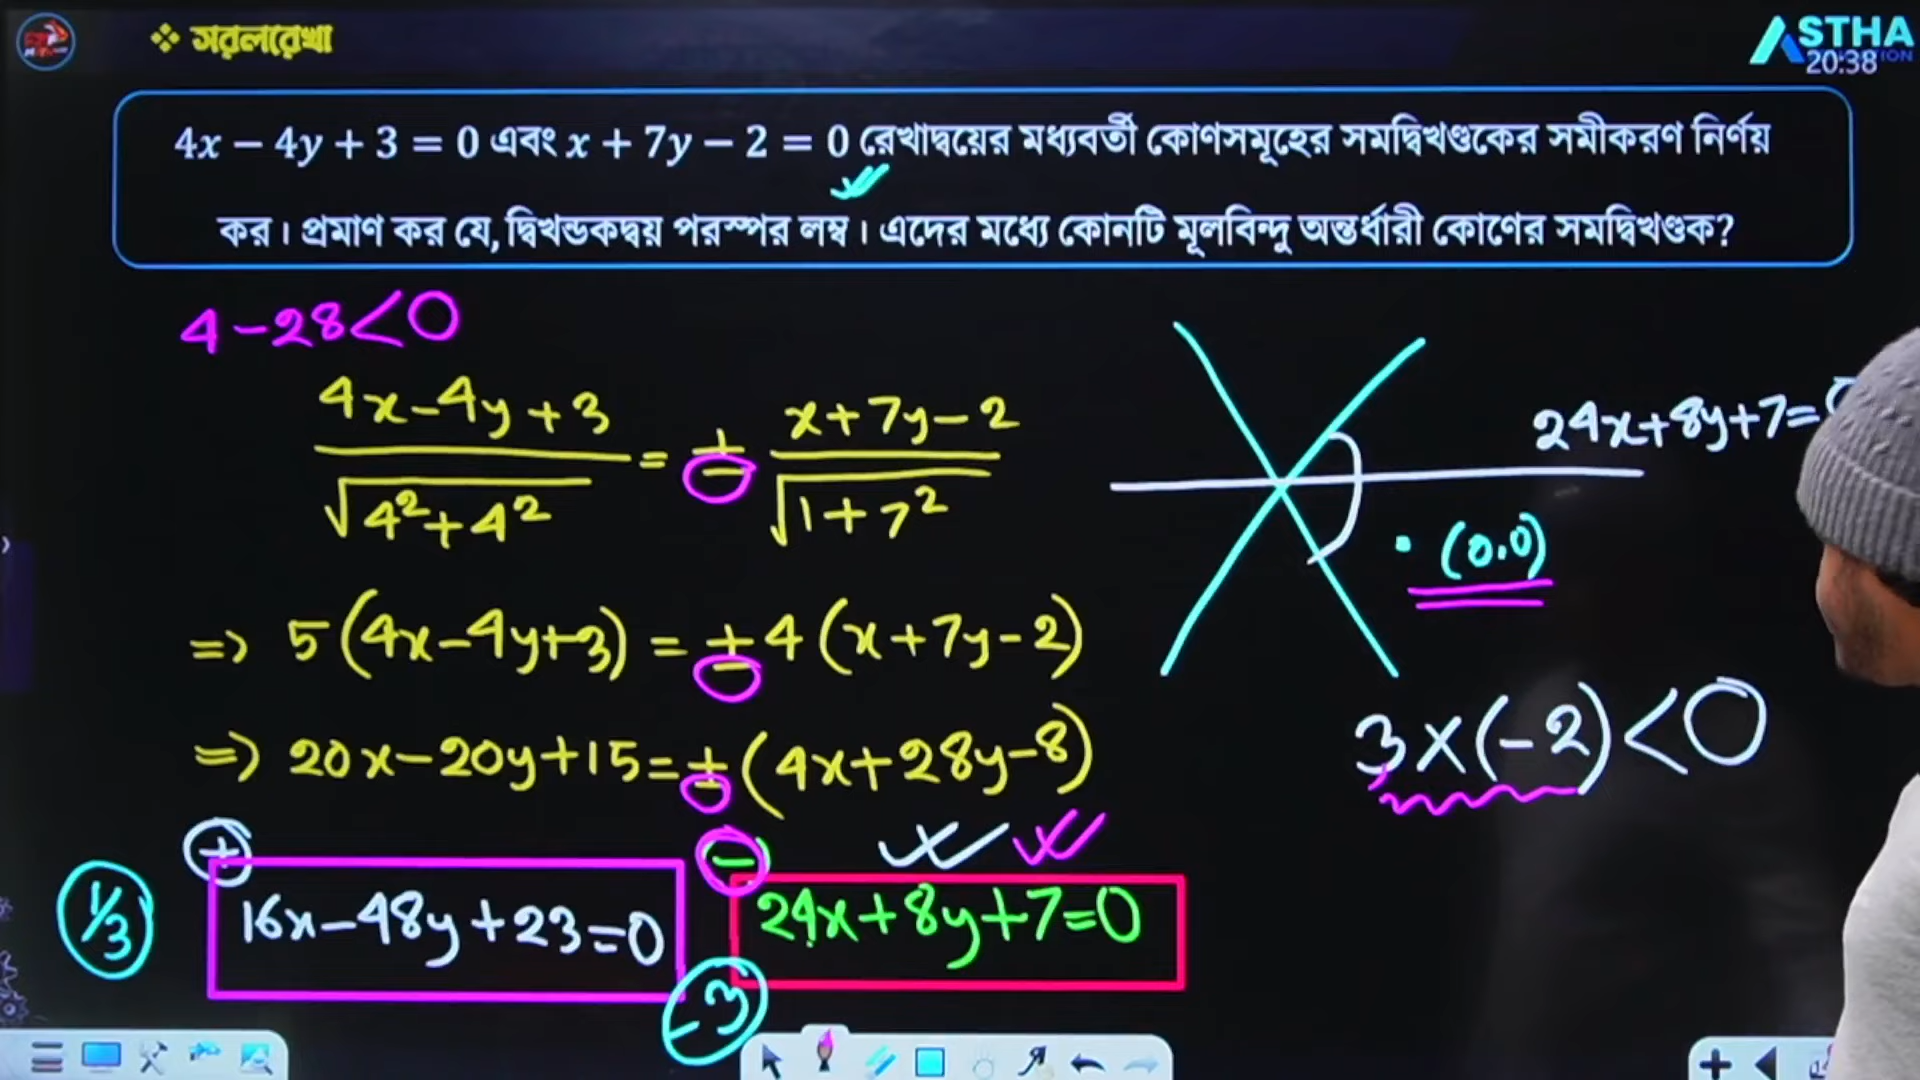 ❖ সরলরেখা
ASTHA
20:38
4x − 4y + 3 = 0 এবং x + 7y − 2 = 0 রেখাদ্বয়ের মধ্যবর্তী কোণসমূহের সমদ্বিখণ্ডকের সমীকরণ নির্ণয়
কর। প্রমাণ কর যে, দ্বিখন্ডকদ্বয় পরস্পর লম্ব। এদের মধ্যে কোনটি মূলবিন্দু অন্তর্ধারী কোণের সমদ্বিখণ্ডক?
4-28<0
(4x-4y+3)/√(4²+4²) = ± (x+7y-2)/√(1+7²)
24x+8y+7=0
(0.0)
=> 5(4x-4y+3) = ±4(x+7y-2)
3×(-2)<0
=> 20x-20y+15=±(4x+28y-8)
+
-
1/3
16x-48y+23=0
24x+8y+7=0
-3